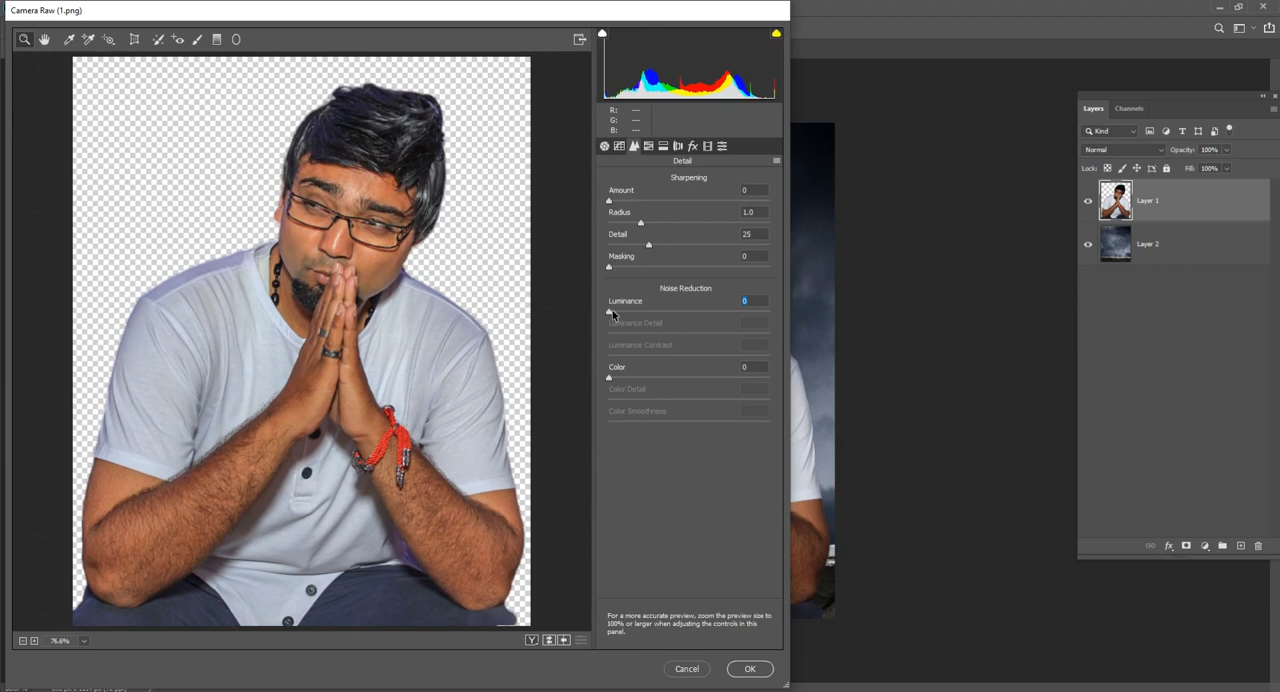 Camera Raw (1.png)
R: ---
G: ---
B: ---
Detail
Sharpening
Amount 0
Radius 1.0
Detail 25
Masking 0
Noise Reduction
Luminance 0
Luminance Detail
Luminance Contrast
Color 0
Color Detail
Color Smoothness
For a more accurate preview, zoom the preview size to
100% or larger when adjusting the controls in this
panel.
76.6%
Y
Cancel
OK
Layers Channels
Kind
Normal Opacity: 100%
Lock: Fill: 100%
Layer 1
Layer 2
fx